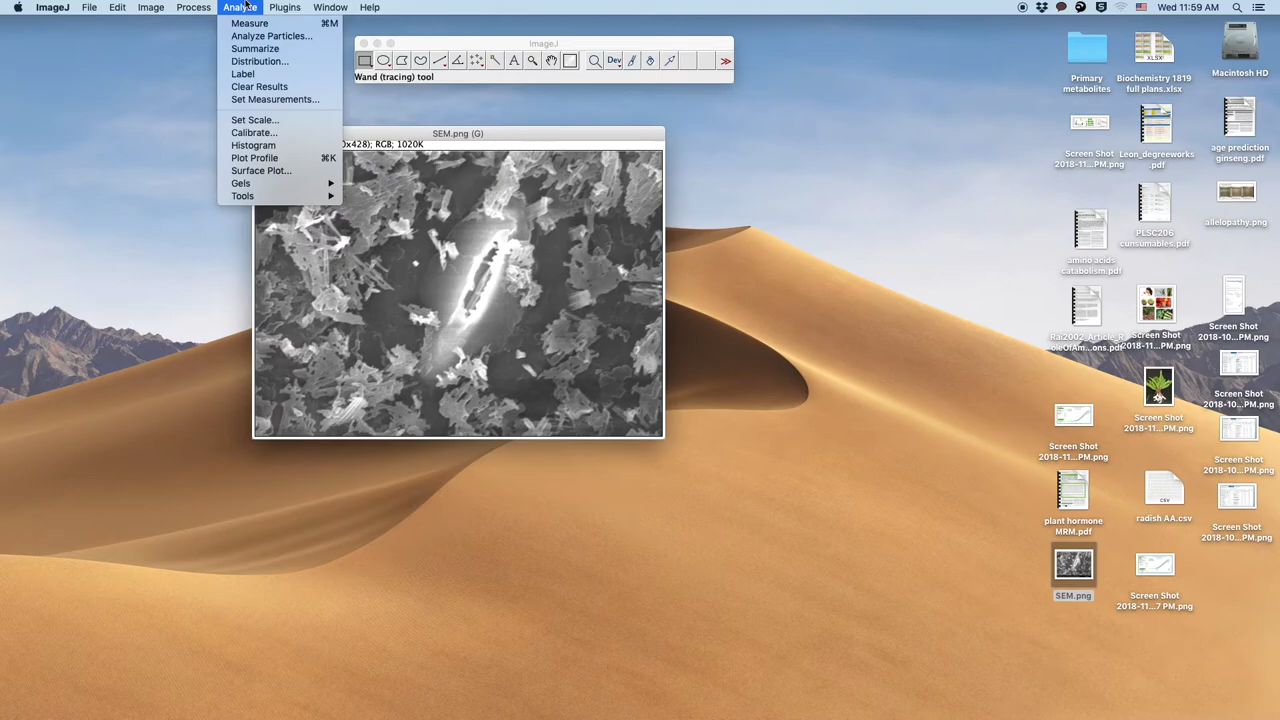 ImageJ File Edit Image Process Analyze Plugins Window Help Wed 11:59 AM
Measure ⌘M
Analyze Particles...
Summarize
Distribution...
Label
Clear Results
Set Measurements...
Set Scale...
Calibrate...
Histogram
Plot Profile ⌘K
Surface Plot...
Gels
Tools
ImageJ
A Dev
Wand (tracing) tool
SEM.png (G)
0x428); RGB; 1020K
Primary
metabolites
Biochemistry 1819
full plans.xlsx
Macintosh HD
Screen Shot
2018-11...PM.png
Leon_degreeworks
.pdf
age prediction
ginseng.pdf
amino acids
catabolism.pdf
PLSC206
cunsumables.pdf
allelopathy.png
Rai2002_Article_R
oleOfAm...ons.pdf
Screen Shot
2018-11...PM.png
Screen Shot
2018-10...PM.png
Screen Shot
2018-11...PM.png
Screen Shot
2018-11...PM.png
Screen Shot
2018-10...PM.png
Screen Shot
2018-10...PM.png
plant hormone
MRM.pdf
CSV
radish AA.csv
Screen Shot
2018-10...PM.png
SEM.png
Screen Shot
2018-11...7 PM.png